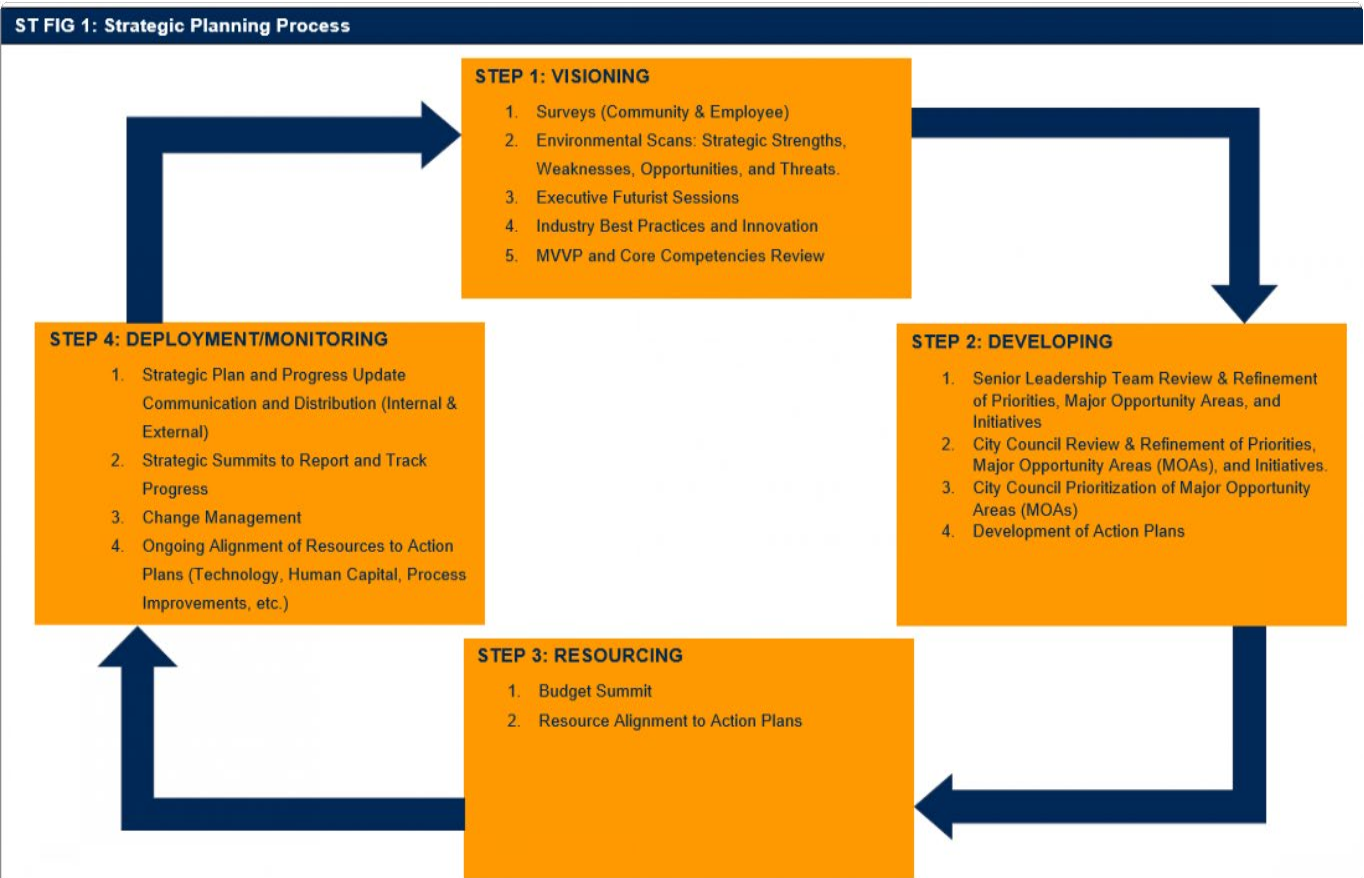 ST FIG 1: Strategic Planning Process
STEP 1: VISIONING
1. Surveys (Community & Employee)
2. Environmental Scans: Strategic Strengths,
Weaknesses, Opportunities, and Threats.
3. Executive Futurist Sessions
4. Industry Best Practices and Innovation
5. MVVP and Core Competencies Review
STEP 2: DEVELOPING
1. Senior Leadership Team Review & Refinement
of Priorities, Major Opportunity Areas, and
Initiatives
2. City Council Review & Refinement of Priorities,
Major Opportunity Areas (MOAs), and Initiatives.
3. City Council Prioritization of Major Opportunity
Areas (MOAs)
4. Development of Action Plans
STEP 3: RESOURCING
1. Budget Summit
2. Resource Alignment to Action Plans
STEP 4: DEPLOYMENT/MONITORING
1. Strategic Plan and Progress Update
Communication and Distribution (Internal &
External)
2. Strategic Summits to Report and Track
Progress
3. Change Management
4. Ongoing Alignment of Resources to Action
Plans (Technology, Human Capital, Process
Improvements, etc.)